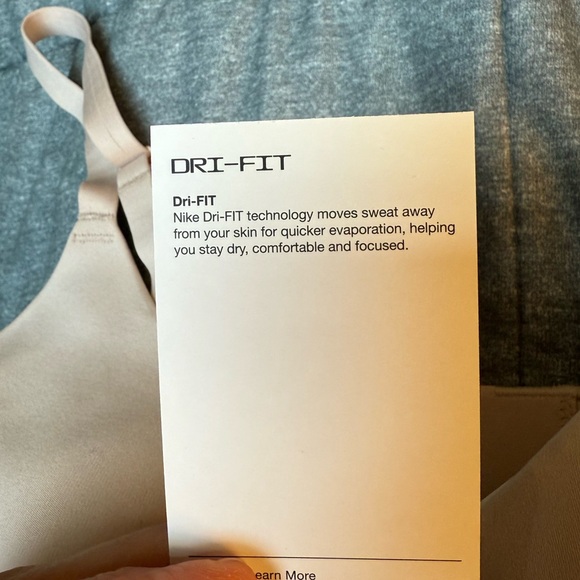 DRI-FIT
Dri-FIT
Nike Dri-FIT technology moves sweat away
from your skin for quicker evaporation, helping
you stay dry, comfortable and focused.
More